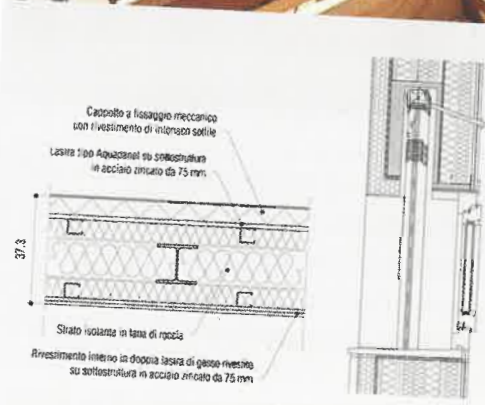 Cappotto a fissaggio meccanico
con rivestimento di intonaco sottile
Lastra tipo Aquapanel su sottostruttura
in acciaio zincato da 75 mm
37.3
Strato isolante in lana di roccia
Rivestimento interno in doppia lastra di gesso rivestito
su sottostruttura in acciaio zincato da 75 mm